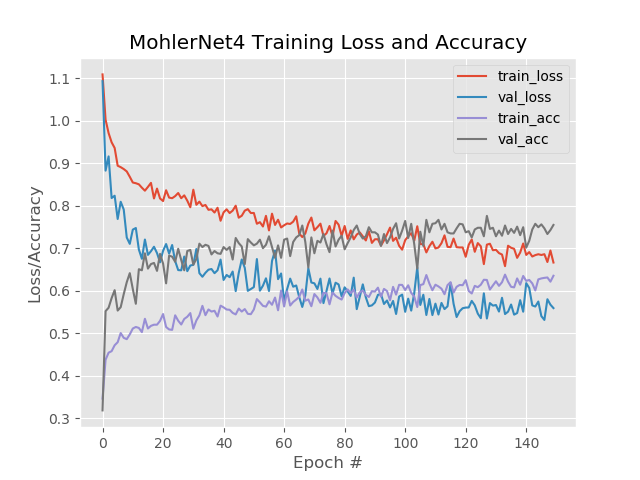 MohlerNet4 Training Loss and Accuracy
train_loss
val_loss
train_acc
val_acc
Loss/Accuracy
1.1
1.0
0.9
0.8
0.7
0.6
0.5
0.4
0.3
0 20 40 60 80 100 120 140
Epoch #